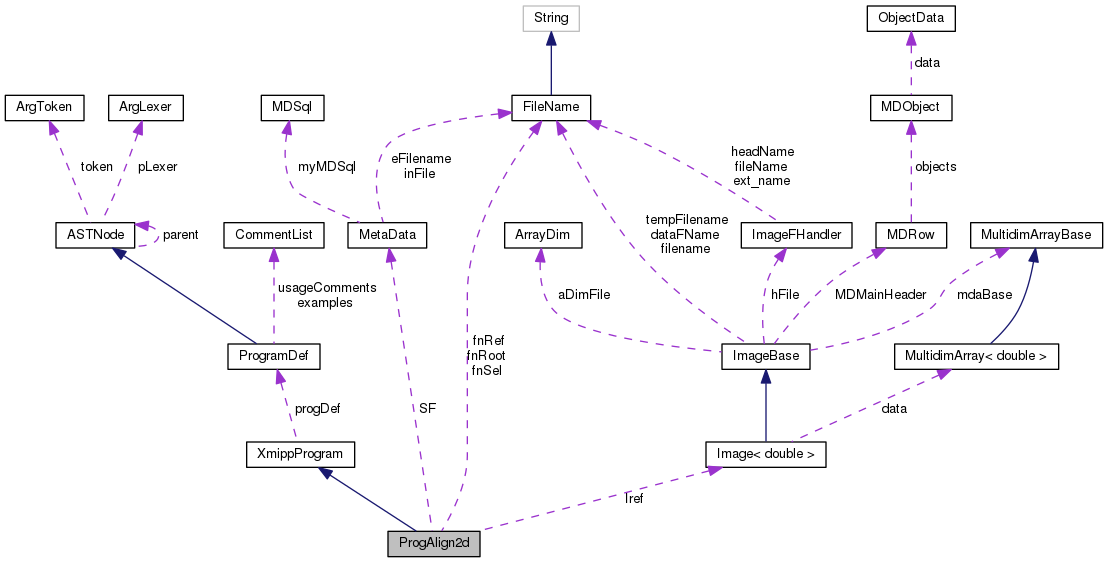 String
ObjectData
data
ArgToken
ArgLexer
MDSql
FileName
MDObject
token
pLexer
myMDSql
eFilename
inFile
headName
fileName
ext_name
objects
ASTNode
parent
CommentList
MetaData
ArrayDim
tempFilename
dataFName
filename
ImageFHandler
MDRow
MultidimArrayBase
usageComments
examples
aDimFile
hFile
MDMainHeader
mdaBase
fnRef
fnRoot
fnSel
ProgramDef
ImageBase
MultidimArray< double >
progDef
SF
data
XmippProgram
Image< double >
Iref
ProgAlign2d